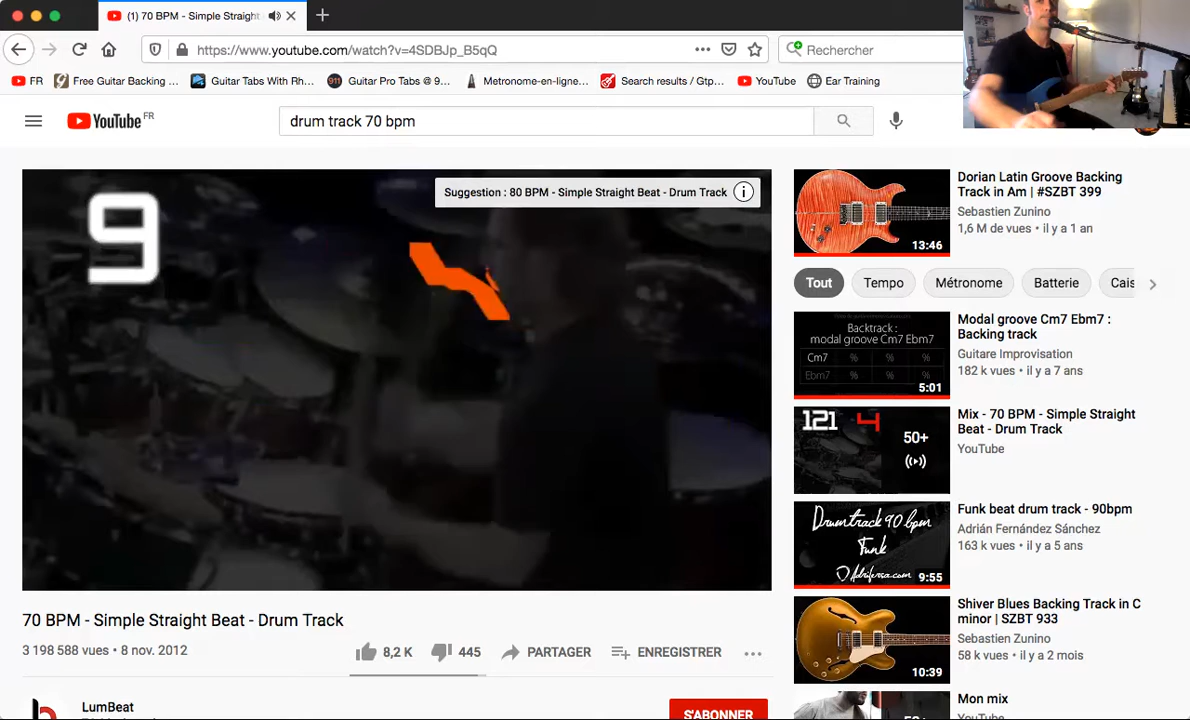 (1) 70 BPM - Simple Straight
https://www.youtube.com/watch?v=4SDBJp_B5qQ
Rechercher
FR
Free Guitar Backing ...
Guitar Tabs With Rh...
911
Guitar Pro Tabs @ 9...
Metronome-en-ligne...
Search results / Gtp...
YouTube
Ear Training
YouTube FR
drum track 70 bpm
9
Suggestion : 80 BPM - Simple Straight Beat - Drum Track
70 BPM - Simple Straight Beat - Drum Track
3 198 588 vues • 8 nov. 2012
8,2 K
445
PARTAGER
ENREGISTRER
LumBeat
S'ABONNER
13:46
Dorian Latin Groove Backing
Track in Am | #SZBT 399
Sebastien Zunino
1,6 M de vues • il y a 1 an
Tout
Tempo
Métronome
Batterie
Cais
Backtrack :
modal groove Cm7 Ebm7
Cm7 % % %
Ebm7 % % %
5:01
Modal groove Cm7 Ebm7 :
Backing track
Guitare Improvisation
182 k vues • il y a 7 ans
121 4
50+
Mix - 70 BPM - Simple Straight
Beat - Drum Track
YouTube
Drumtrack 90 bpm
Funk
Adrifersa.com
9:55
Funk beat drum track - 90bpm
Adrián Fernández Sánchez
163 k vues • il y a 5 ans
10:39
Shiver Blues Backing Track in C
minor | SZBT 933
Sebastien Zunino
58 k vues • il y a 2 mois
Mon mix
YouTube